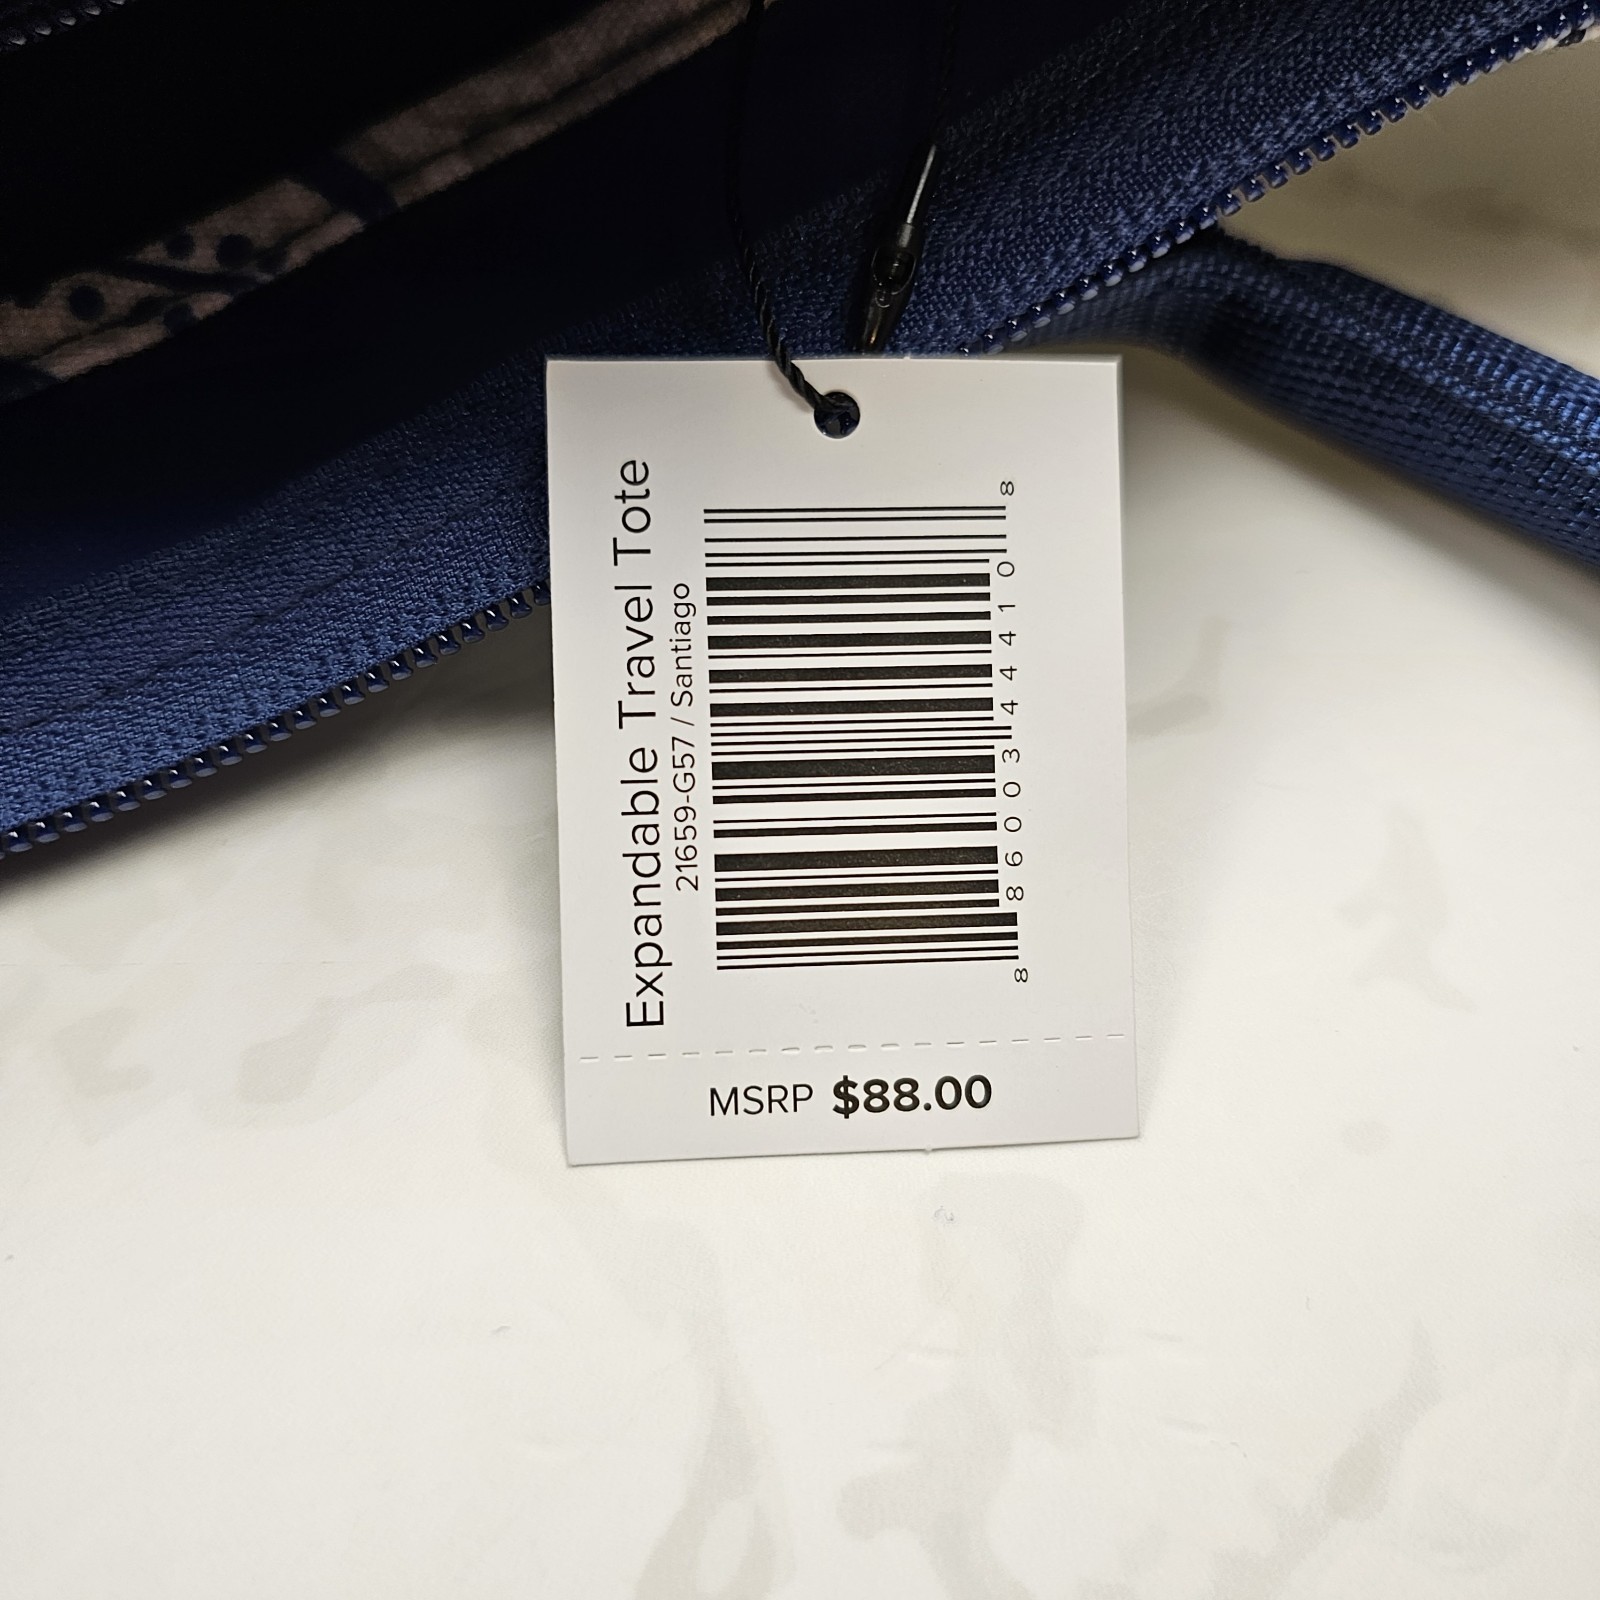 Expandable Travel Tote
21659-G57 / Santiago
8 86003 44410 8
MSRP $88.00